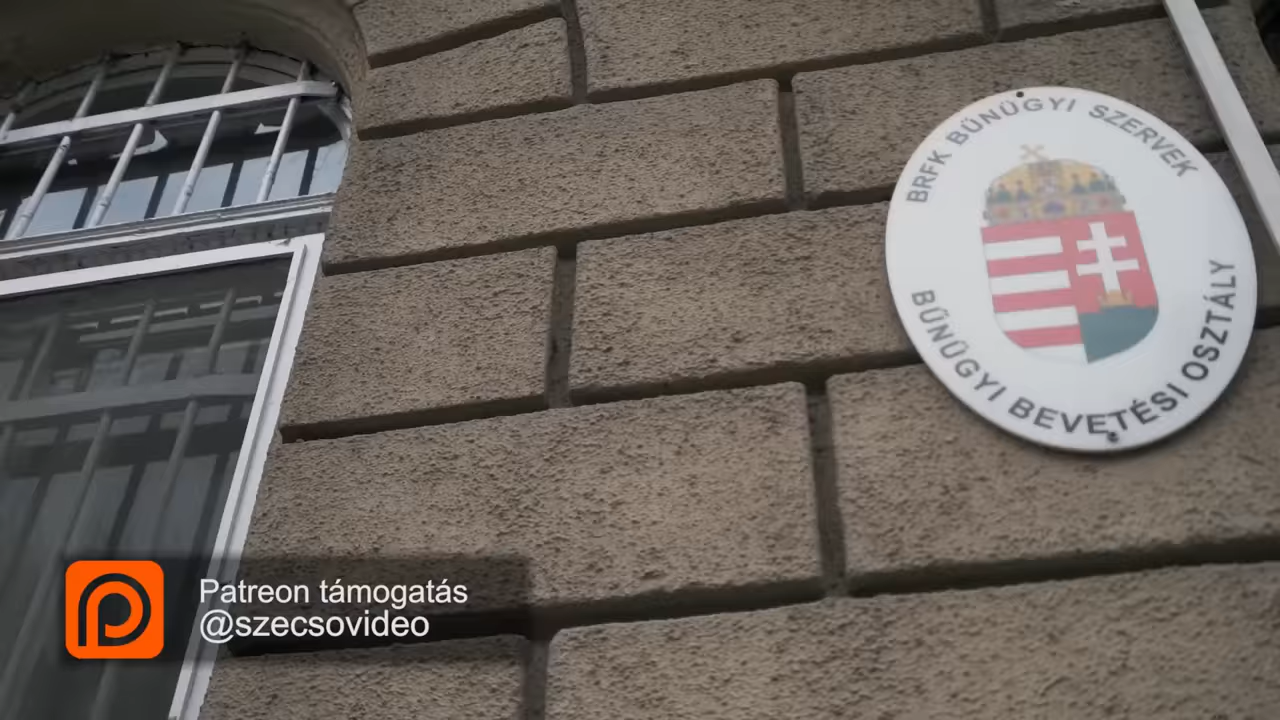 BRFK BŰNÜGYI SZERVEK
BŰNÜGYI BEVETÉSI OSZTÁLY
Patreon támogatás
@szecsovideo